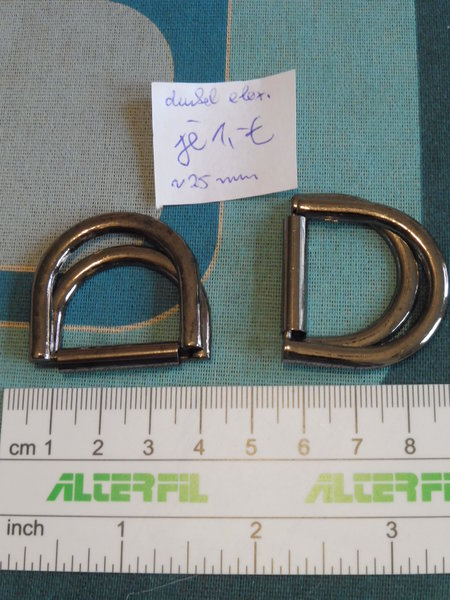 dunkel
je 1,-€
~25 mm
cm 1 2 3 4 5 6 7 8
ALTERFIL ALTERFIL
inch 1 2 3